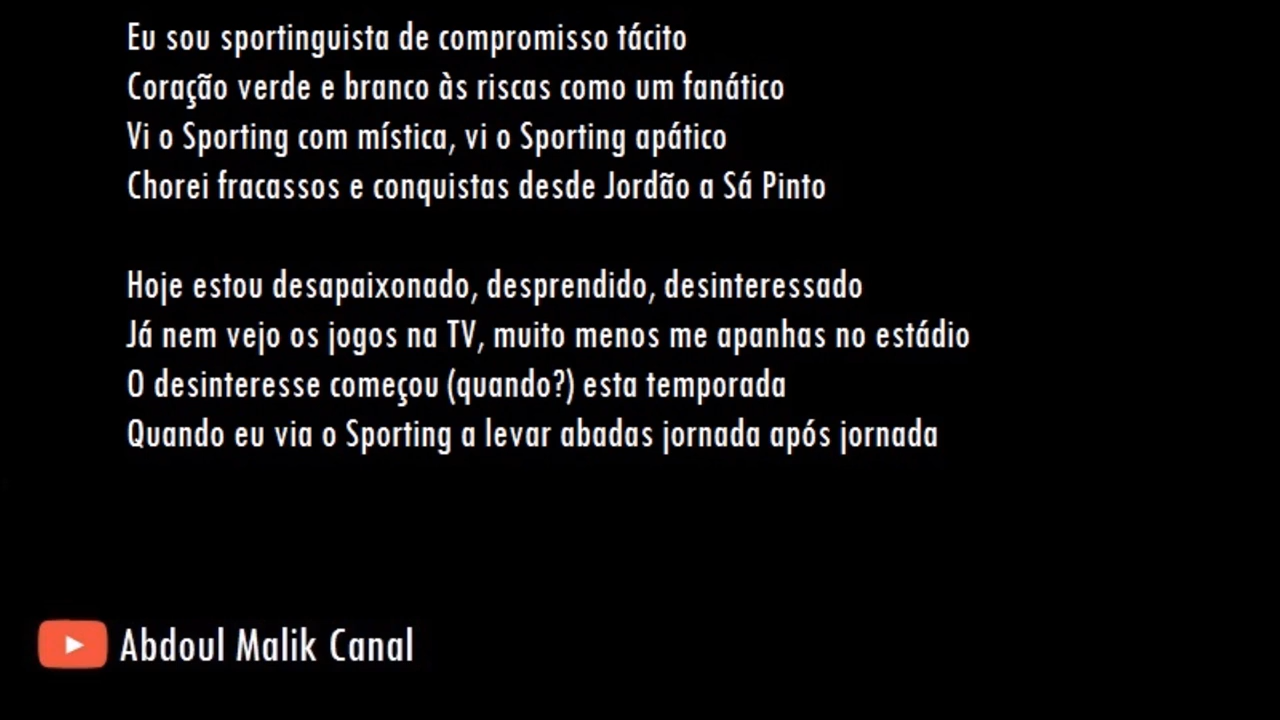 Eu sou sportinguista de compromisso tácito
Coração verde e branco às riscas como um fanático
Vi o Sporting com mística, vi o Sporting apático
Chorei fracassos e conquistas desde Jordão a Sá Pinto
Hoje estou desapaixonado, desprendido, desinteressado
Já nem vejo os jogos na TV, muito menos me apanhas no estádio
O desinteresse começou (quando?) esta temporada
Quando eu via o Sporting a levar abadas jornada após jornada
Abdoul Malik Canal